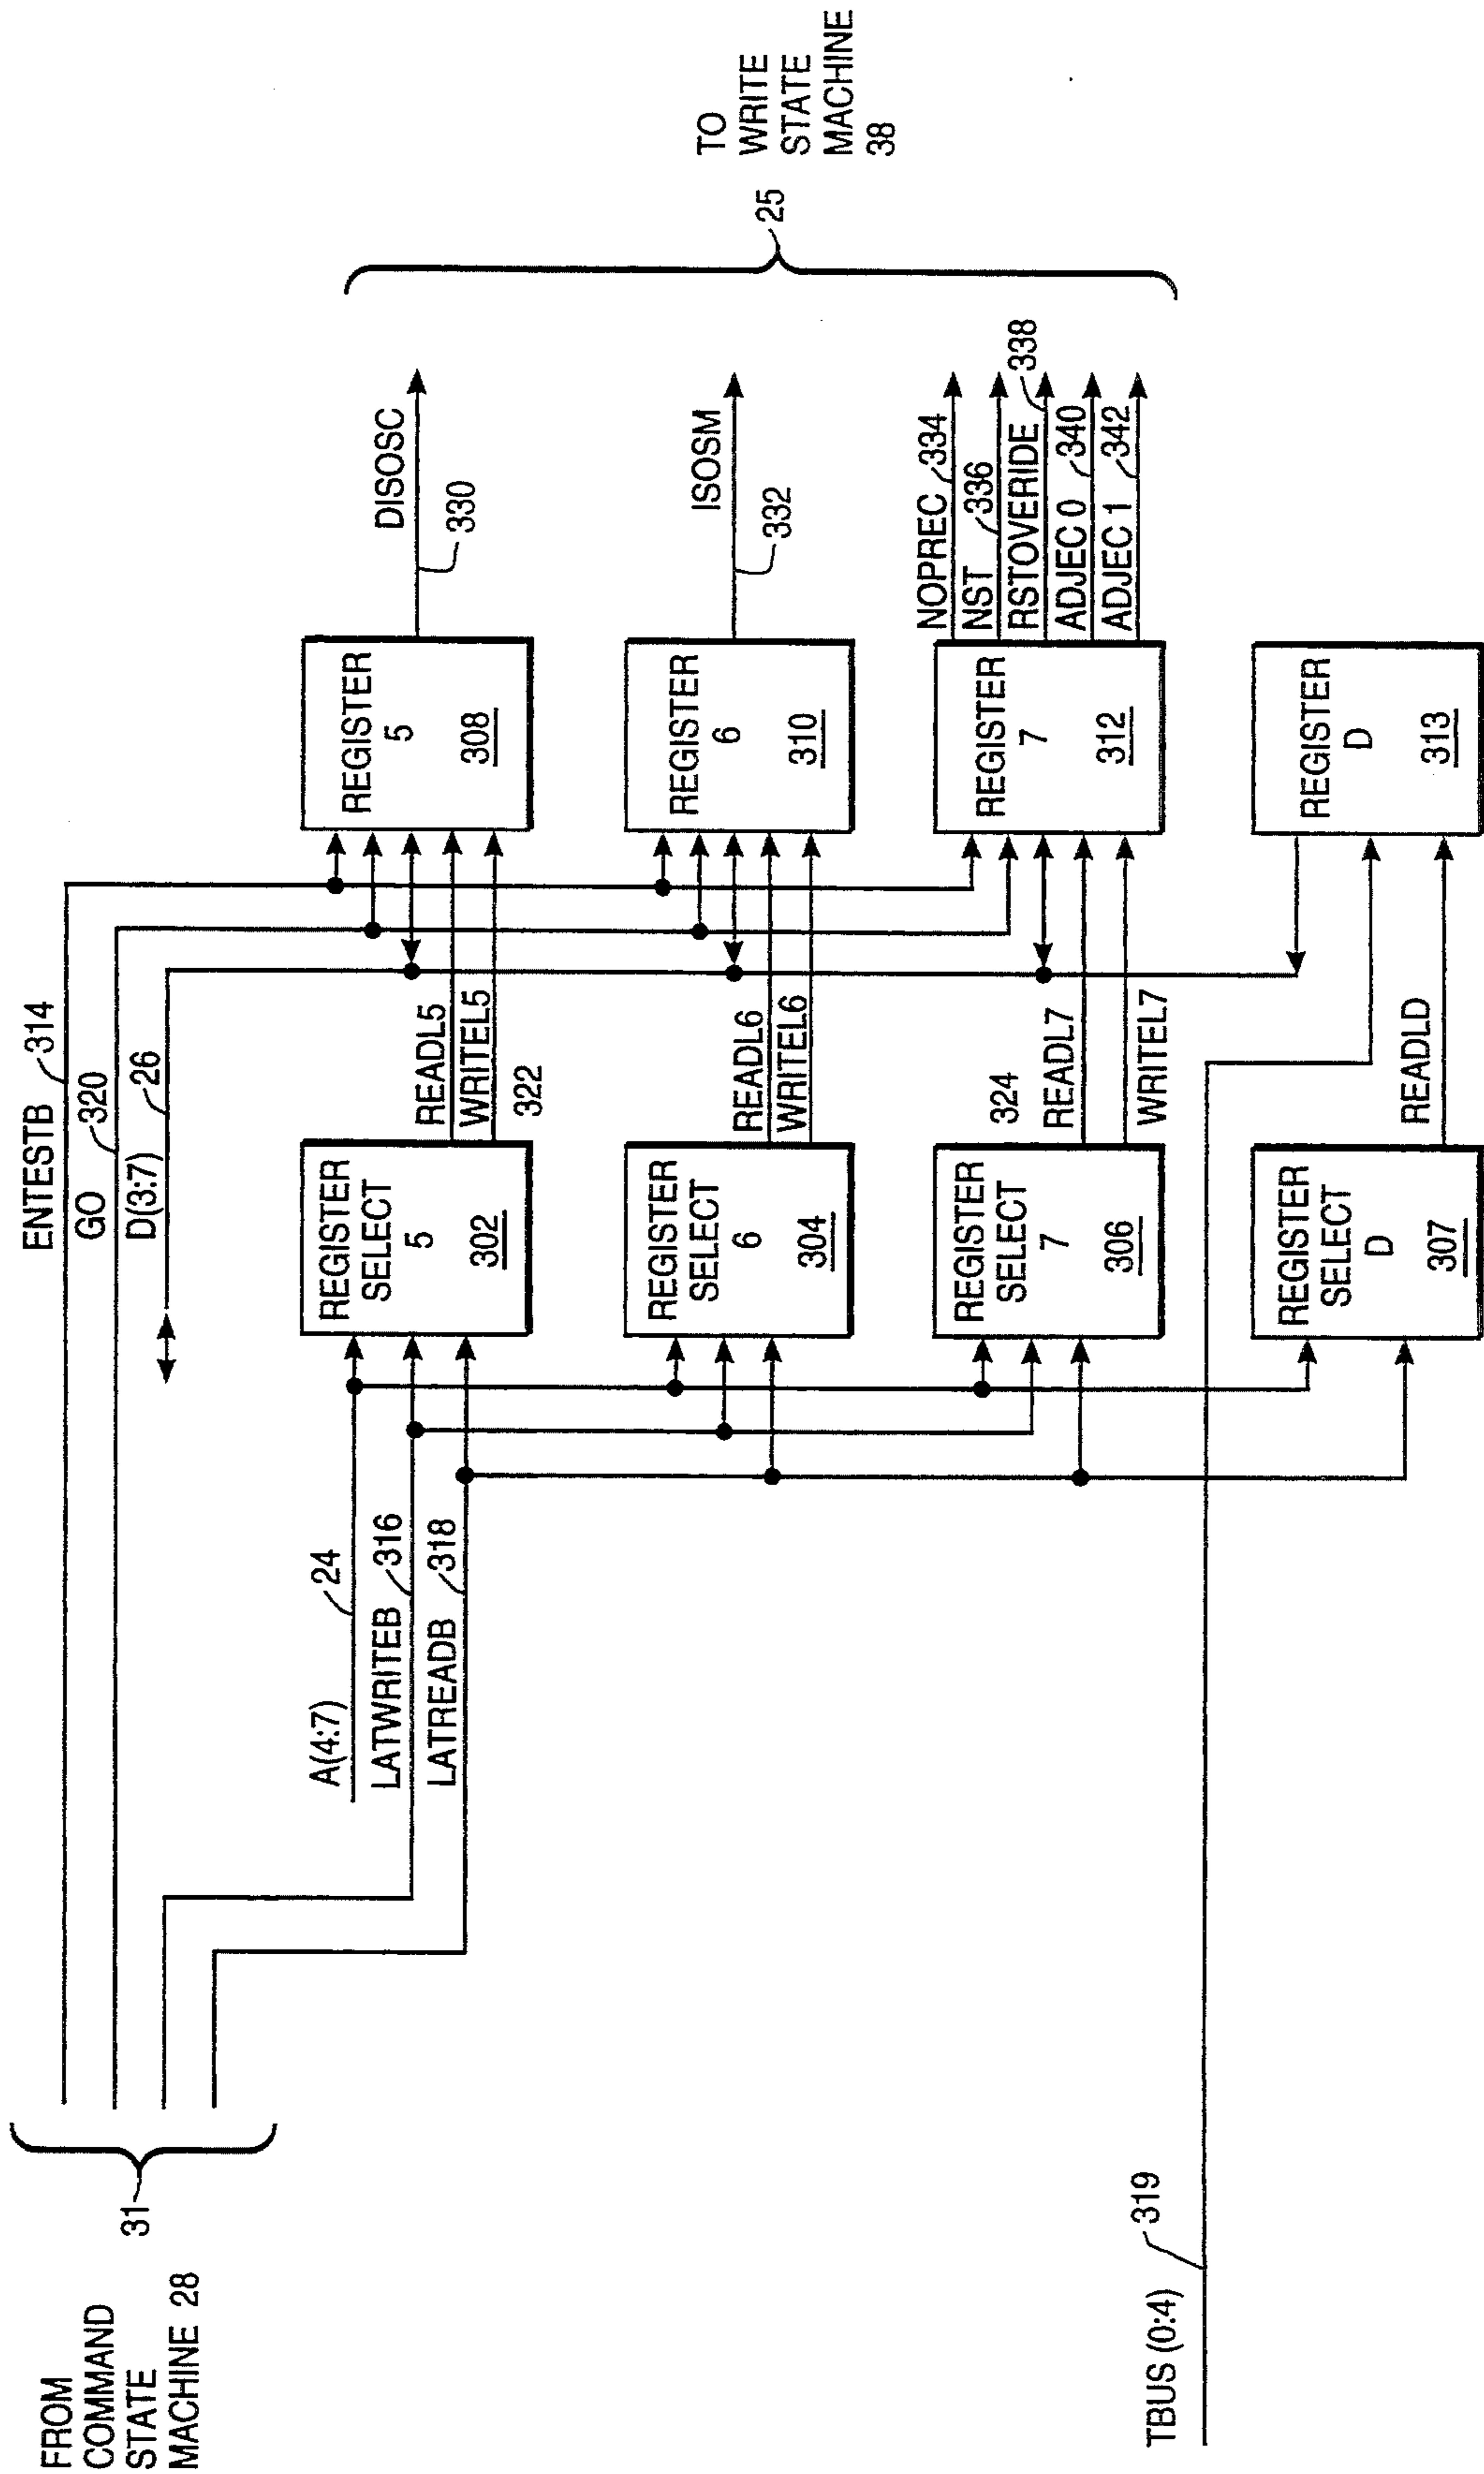 FROM
COMMAND
STATE
MACHINE 28
31
ENTESTB 314
GO 320
D(3:7) 26
A(4:7) 24
LATWRITEB 316
LATREADB 318
TBUS (0:4) 319
REGISTER
SELECT
5
302
READL5
WRITEL5
322
REGISTER
5
308
DISOSC
330
REGISTER
SELECT
6
304
READL6
WRITEL6
REGISTER
6
310
ISOSM
332
REGISTER
SELECT
7
306
324
READL7
WRITEL7
REGISTER
7
312
NOPREC 334
NST 336
RSTOVERIDE 338
ADJEC 0 340
ADJEC 1 342
REGISTER
SELECT
D
307
READLD
REGISTER
D
313
25
TO
WRITE
STATE
MACHINE
38